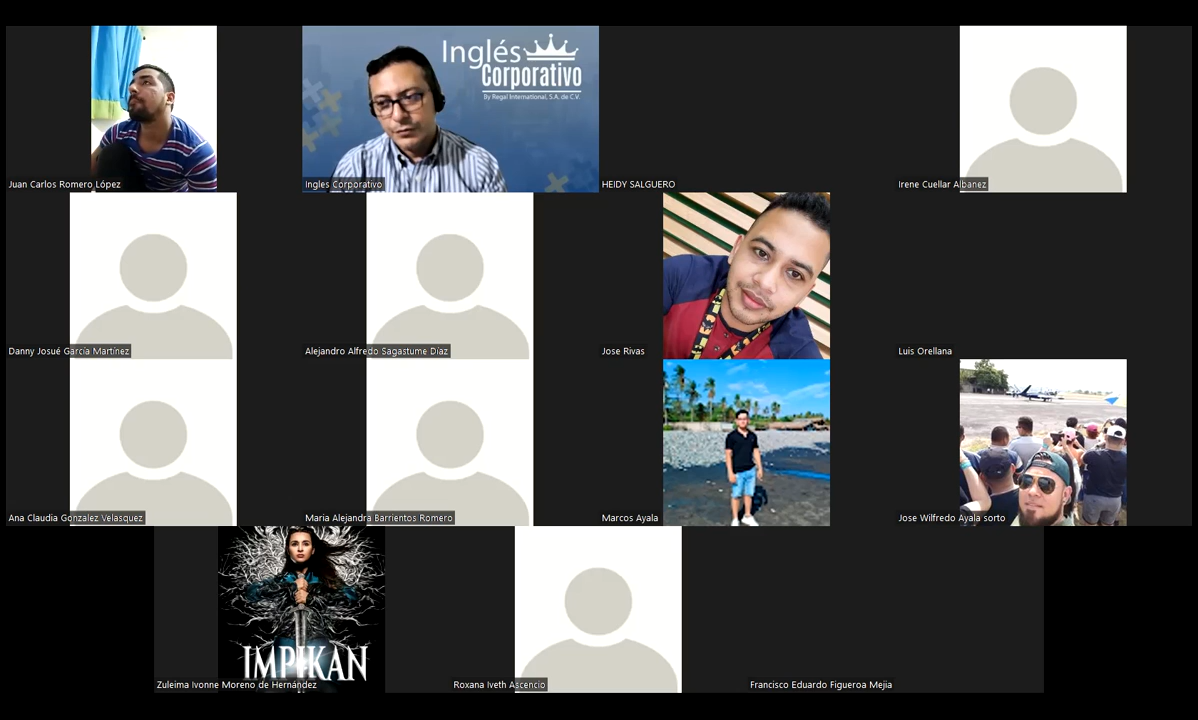 Inglés
Corporativo
By Regal International, S.A. de C.V.
Juan Carlos Romero López
Ingles Corporativo
HEIDY SALGUERO
Irene Cuellar Albanez
Danny Josué García Martínez
Alejandro Alfredo Sagastume Díaz
Jose Rivas
Luis Orellana
Ana Claudia Gonzalez Velasquez
Maria Alejandra Barrientos Romero
Marcos Ayala
Jose Wilfredo Ayala sorto
IMPIKAN
Zuleima Ivonne Moreno de Hernández
Roxana Iveth Ascencio
Francisco Eduardo Figueroa Mejia